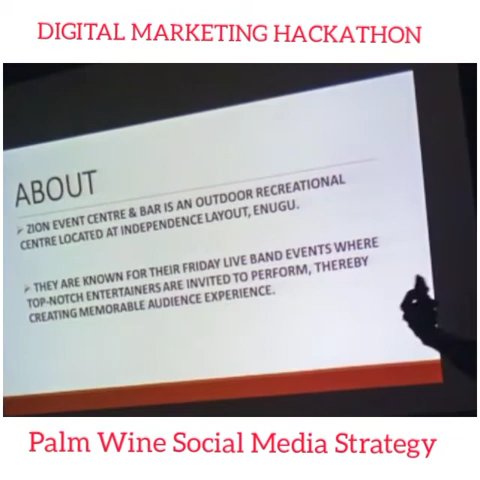 DIGITAL MARKETING HACKATHON
ABOUT
➢ ZION EVENT CENTRE & BAR IS AN OUTDOOR RECREATIONAL
CENTRE LOCATED AT INDEPENDENCE LAYOUT, ENUGU.
➢ THEY ARE KNOWN FOR THEIR FRIDAY LIVE BAND EVENTS WHERE
TOP-NOTCH ENTERTAINERS ARE INVITED TO PERFORM, THEREBY
CREATING MEMORABLE AUDIENCE EXPERIENCE.
Palm Wine Social Media Strategy